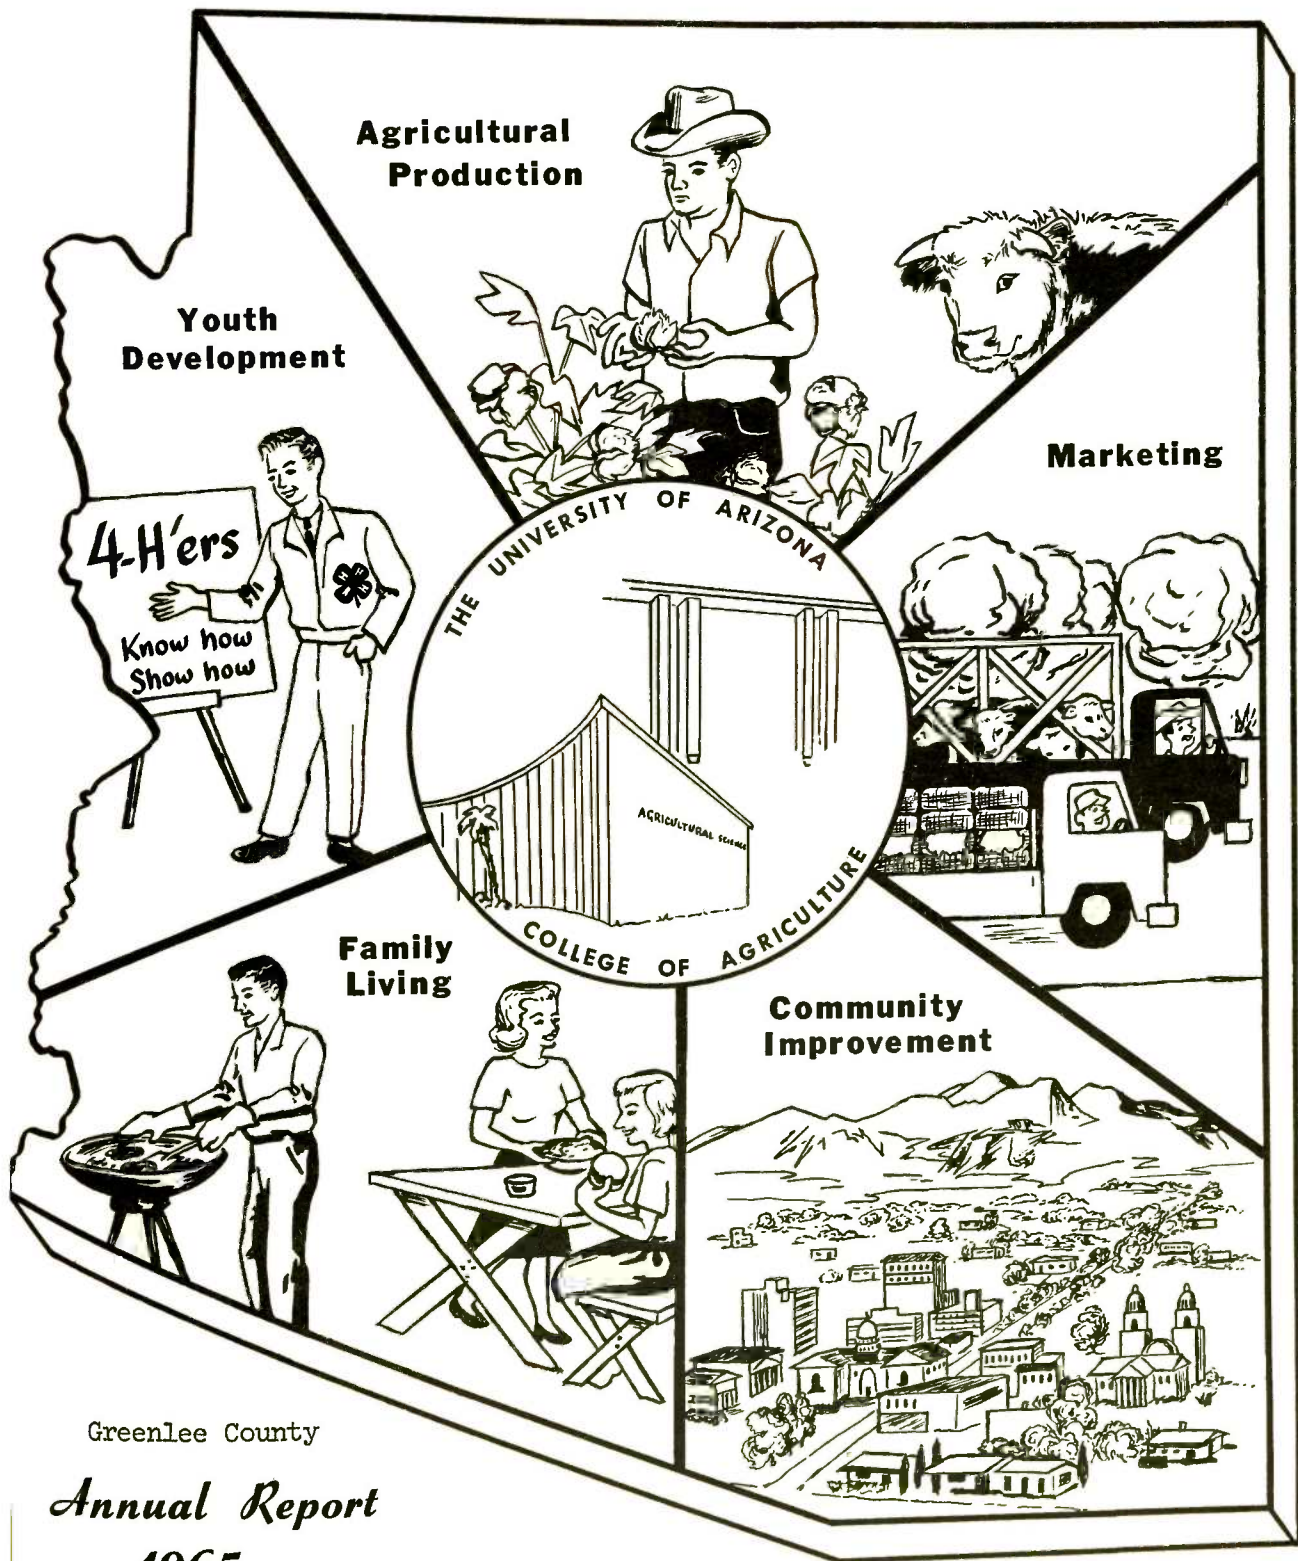 Agricultural
Production
Youth
Development
4-H'ers
Know how
Show how
Marketing
THE UNIVERSITY OF ARIZONA
AGRICULTURAL SCIENCE
COLLEGE OF AGRICULTURE
Family
Living
Community
Improvement
Greenlee County
Annual Report
1965